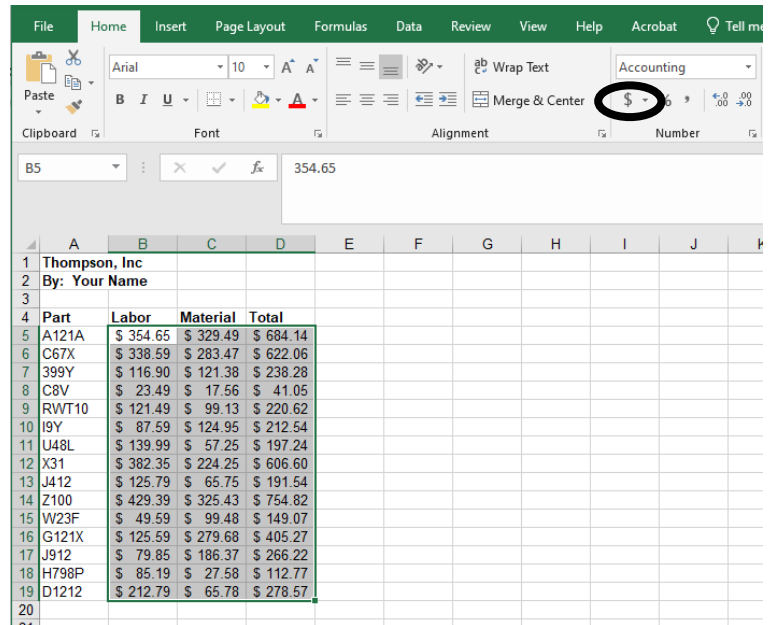 File Home Insert Page Layout Formulas Data Review View Help Acrobat Tell me
Arial 10 A A ab Wrap Text Accounting
Paste B I U A Merge & Center $ % , .0 .00 .00 .0
Clipboard Font Alignment Number
B5 fx 354.65
A B C D E F G H I J K
1 Thompson, Inc
2 By: Your Name
3
4 Part Labor Material Total
5 A121A $ 354.65 $ 329.49 $ 684.14
6 C67X $ 338.59 $ 283.47 $ 622.06
7 399Y $ 116.90 $ 121.38 $ 238.28
8 C8V $ 23.49 $ 17.56 $ 41.05
9 RWT10 $ 121.49 $ 99.13 $ 220.62
10 I9Y $ 87.59 $ 124.95 $ 212.54
11 U48L $ 139.99 $ 57.25 $ 197.24
12 X31 $ 382.35 $ 224.25 $ 606.60
13 J412 $ 125.79 $ 65.75 $ 191.54
14 Z100 $ 429.39 $ 325.43 $ 754.82
15 W23F $ 49.59 $ 99.48 $ 149.07
16 G121X $ 125.59 $ 279.68 $ 405.27
17 J912 $ 79.85 $ 186.37 $ 266.22
18 H798P $ 85.19 $ 27.58 $ 112.77
19 D1212 $ 212.79 $ 65.78 $ 278.57
20